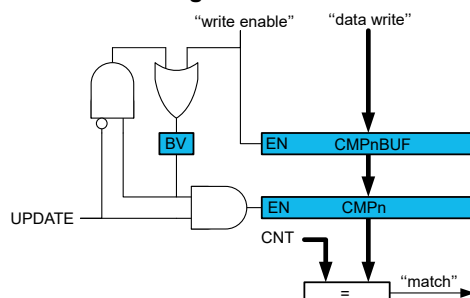 "write enable" "data write"
BV
EN CMPnBUF
EN CMPn
UPDATE
CNT
"match"
=